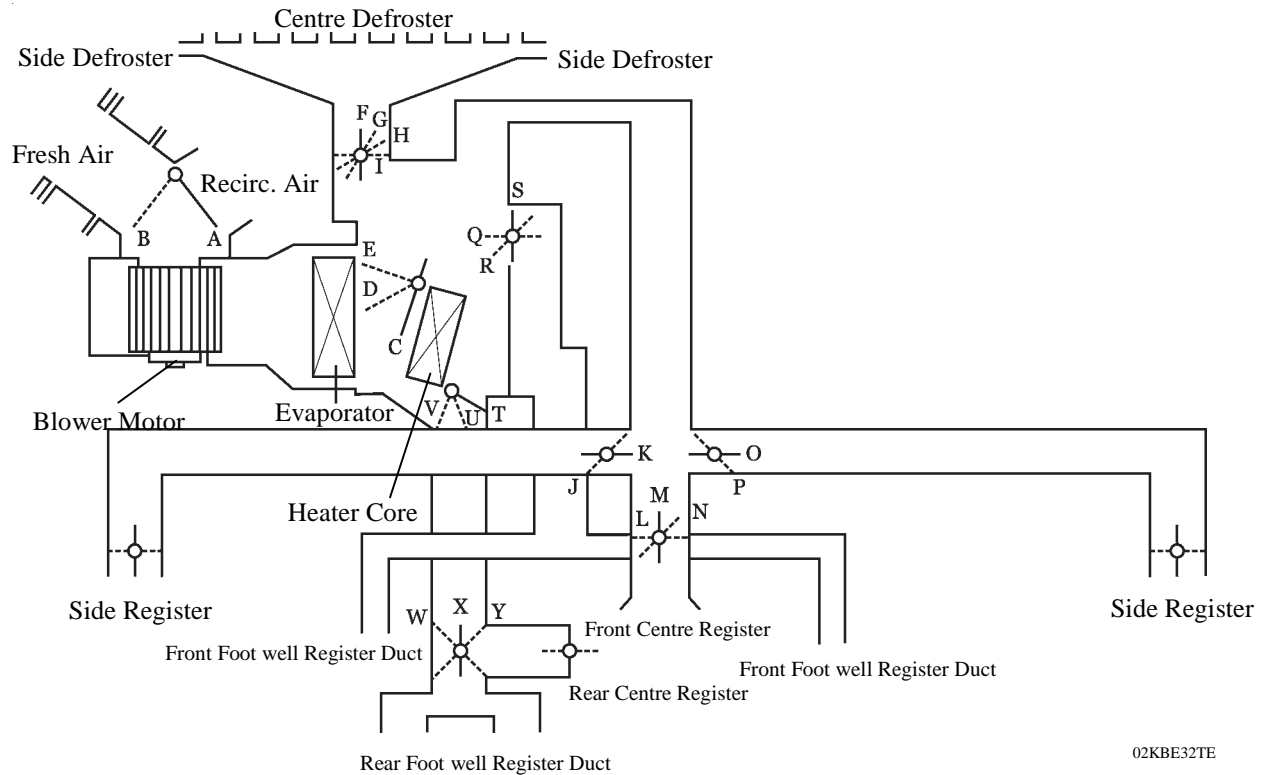 Centre Defroster
Side Defroster
Side Defroster
F
G
H
I
Fresh Air
Recirc. Air
S
B
A
E
Q
R
D
C
V
U
T
Blower Motor
Evaporator
K
O
J
P
Heater Core
L
M
N
Side Register
W
X
Y
Front Centre Register
Side Register
Front Foot well Register Duct
Front Foot well Register Duct
Rear Centre Register
Rear Foot well Register Duct
02KBE32TE